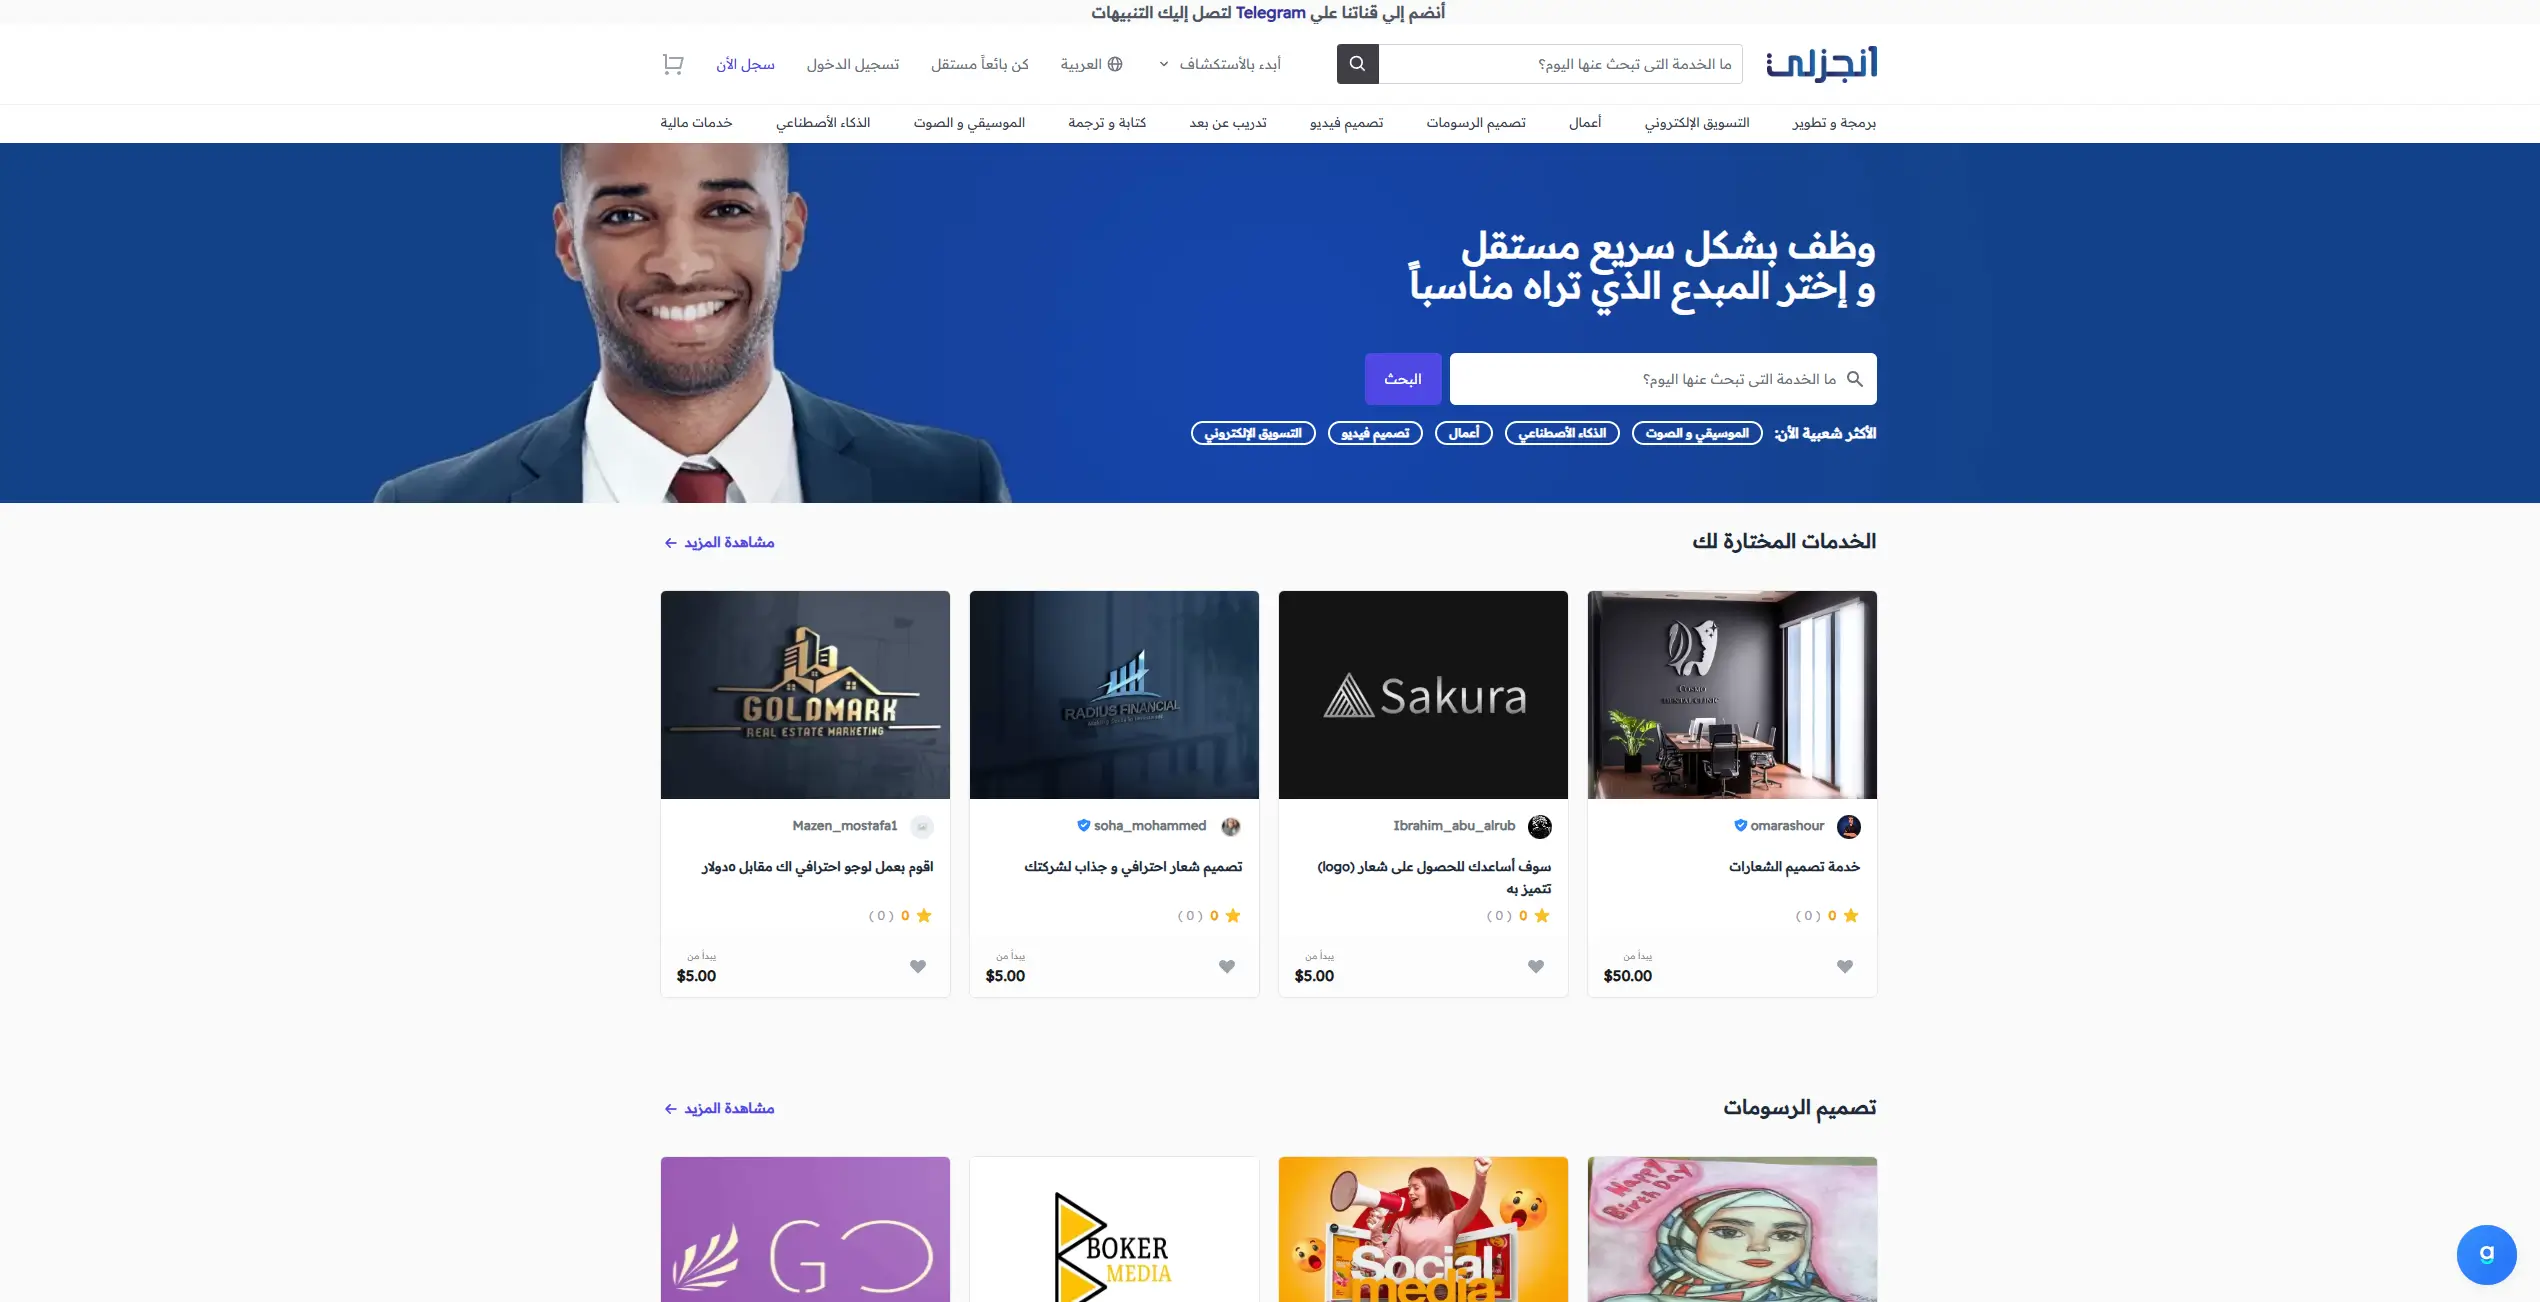 أنضم إلي قناتنا علي Telegram لتصل إليك التنبيهات
انجزلي
ما الخدمة التى تبحث عنها اليوم؟
أبدء بالأستكشاف
العربية
كن بائعاً مستقل
تسجيل الدخول
سجل الأن
برمجة و تطوير
التسويق الإلكتروني
أعمال
تصميم الرسومات
تصميم فيديو
تدريب عن بعد
كتابة و ترجمة
الموسيقي و الصوت
الذكاء الأصطناعي
خدمات مالية
وظف بشكل سريع مستقل
و إختر المبدع الذي تراه مناسباً
ما الخدمة التى تبحث عنها اليوم؟
البحث
الأكثر شعبية الأن:
الموسيقي و الصوت
الذكاء الأصطناعي
أعمال
تصميم فيديو
التسويق الإلكتروني
الخدمات المختارة لك
مشاهدة المزيد
COSMO
DENTAL CLINIC
omarashour
خدمة تصميم الشعارات
0 ( 0 )
يبدأ من
$50.00
Sakura
Ibrahim_abu_alrub
سوف أساعدك للحصول على شعار (logo)
تتميز به
0 ( 0 )
يبدأ من
$5.00
RADIUS FINANCIAL
soha_mohammed
تصميم شعار احترافي و جذاب لشركتك
0 ( 0 )
يبدأ من
$5.00
GOLDMARK
REAL ESTATE MARKETING
Mazen_mostafa1
اقوم بعمل لوجو احترافي اك مقابل ٥دولار
0 ( 0 )
يبدأ من
$5.00
تصميم الرسومات
مشاهدة المزيد
Happy
Birth Day
Social
media
BOKER
MEDIA
GO
g